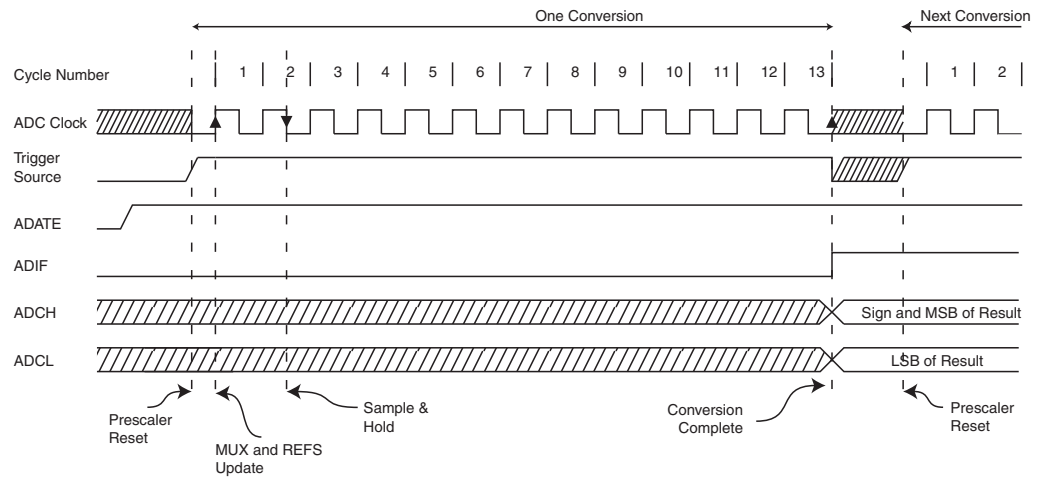 One Conversion
Next Conversion
Cycle Number
1 2 3 4 5 6 7 8 9 10 11 12 13 1 2
ADC Clock
Trigger
Source
ADATE
ADIF
ADCH
Sign and MSB of Result
ADCL
LSB of Result
Prescaler
Reset
MUX and REFS
Update
Sample &
Hold
Conversion
Complete
Prescaler
Reset